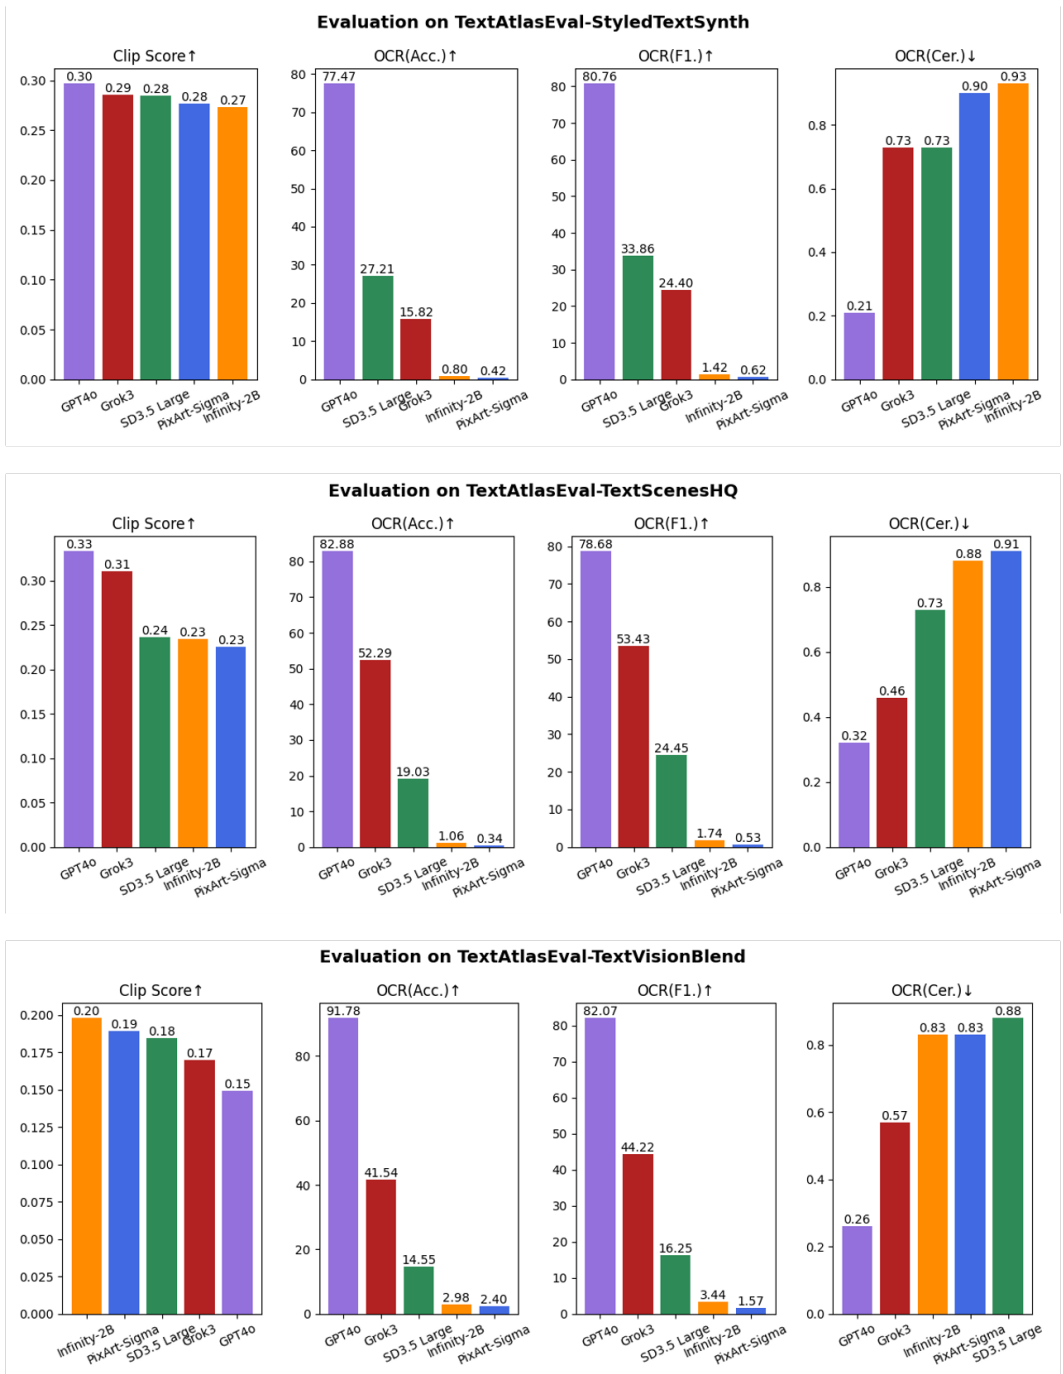 Evaluation on TextAtlasEval-StyledTextSynth
Clip Score↑
0.30
0.25
0.20
0.15
0.10
0.05
0.00
0.30 0.29 0.28 0.28 0.27
GPT4o Grok3 SD3.5 Large PixArt-Sigma Infinity-2B
OCR(Acc.)↑
80
70
60
50
40
30
20
10
0
77.47 27.21 15.82 0.80 0.42
GPT4o SD3.5 Large Grok3 Infinity-2B PixArt-Sigma
OCR(F1.)↑
80
70
60
50
40
30
20
10
0
80.76 33.86 24.40 1.42 0.62
GPT4o SD3.5 Large Grok3 Infinity-2B PixArt-Sigma
OCR(Cer.)↓
0.8
0.6
0.4
0.2
0.0
0.21 0.73 0.73 0.90 0.93
GPT4o Grok3 SD3.5 Large PixArt-Sigma Infinity-2B
Evaluation on TextAtlasEval-TextScenesHQ
Clip Score↑
0.30
0.25
0.20
0.15
0.10
0.05
0.00
0.33 0.31 0.24 0.23 0.23
GPT4o Grok3 SD3.5 Large Infinity-2B PixArt-Sigma
OCR(Acc.)↑
80
70
60
50
40
30
20
10
0
82.88 52.29 19.03 1.06 0.34
GPT4o Grok3 SD3.5 Large Infinity-2B PixArt-Sigma
OCR(F1.)↑
80
70
60
50
40
30
20
10
0
78.68 53.43 24.45 1.74 0.53
GPT4o Grok3 SD3.5 Large Infinity-2B PixArt-Sigma
OCR(Cer.)↓
0.8
0.6
0.4
0.2
0.0
0.32 0.46 0.73 0.88 0.91
GPT4o Grok3 SD3.5 Large Infinity-2B PixArt-Sigma
Evaluation on TextAtlasEval-TextVisionBlend
Clip Score↑
0.200
0.175
0.150
0.125
0.100
0.075
0.050
0.025
0.000
0.20 0.19 0.18 0.17 0.15
Infinity-2B PixArt-Sigma SD3.5 Large Grok3 GPT4o
OCR(Acc.)↑
80
60
40
20
0
91.78 41.54 14.55 2.98 2.40
GPT4o Grok3 SD3.5 Large Infinity-2B PixArt-Sigma
OCR(F1.)↑
80
70
60
50
40
30
20
10
0
82.07 44.22 16.25 3.44 1.57
GPT4o Grok3 SD3.5 Large Infinity-2B PixArt-Sigma
OCR(Cer.)↓
0.8
0.6
0.4
0.2
0.0
0.26 0.57 0.83 0.83 0.88
GPT4o Grok3 Infinity-2B PixArt-Sigma SD3.5 Large